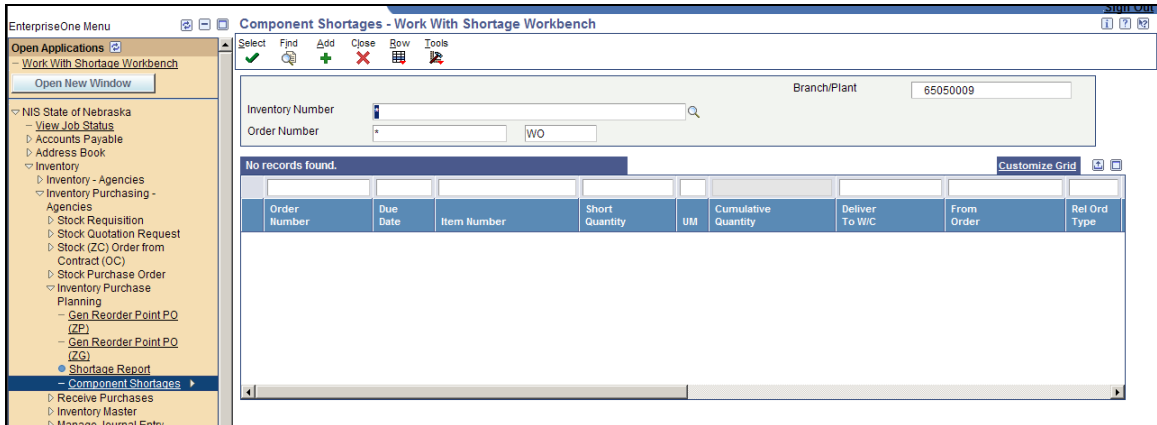 Sign Out
EnterpriseOne Menu
Open Applications
Work With Shortage Workbench
Open New Window
NIS State of Nebraska
View Job Status
Accounts Payable
Address Book
Inventory
Inventory - Agencies
Inventory Purchasing -
Agencies
Stock Requisition
Stock Quotation Request
Stock (ZC) Order from
Contract (OC)
Stock Purchase Order
Inventory Purchase
Planning
Gen Reorder Point PO
(ZP)
Gen Reorder Point PO
(ZG)
Shortage Report
Component Shortages
Receive Purchases
Inventory Master
Manage Journal Entry
Component Shortages - Work With Shortage Workbench
Select Find Add Close Row Tools
Branch/Plant 65050009
Inventory Number *
Order Number * WO
No records found. Customize Grid
Order Due Short Cumulative Deliver From Rel Ord
Number Date Item Number Quantity UM Quantity To W/C Order Type